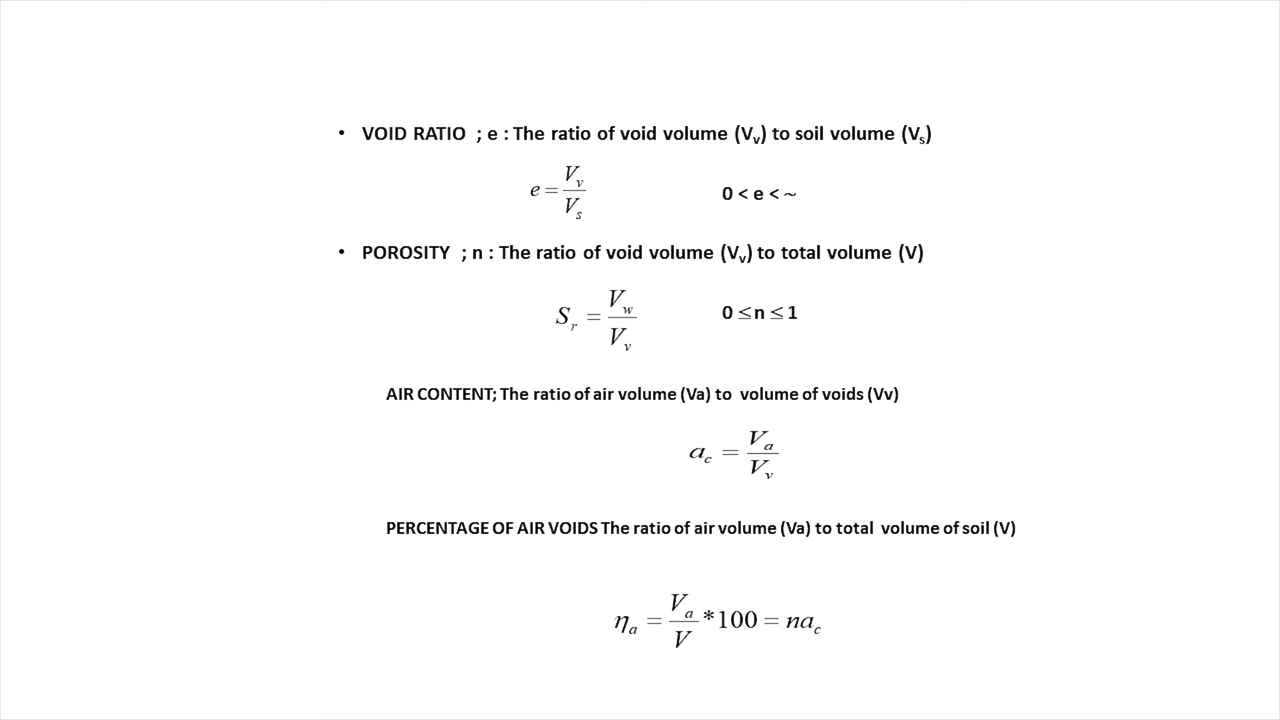 • VOID RATIO ; e : The ratio of void volume (Vv) to soil volume (Vs)
e = Vv/Vs 0 < e < ~
• POROSITY ; n : The ratio of void volume (Vv) to total volume (V)
Sr = Vw/Vv 0 ≤ n ≤ 1
AIR CONTENT; The ratio of air volume (Va) to volume of voids (Vv)
ac = Va/Vv
PERCENTAGE OF AIR VOIDS The ratio of air volume (Va) to total volume of soil (V)
ηa = Va/V *100 = nac